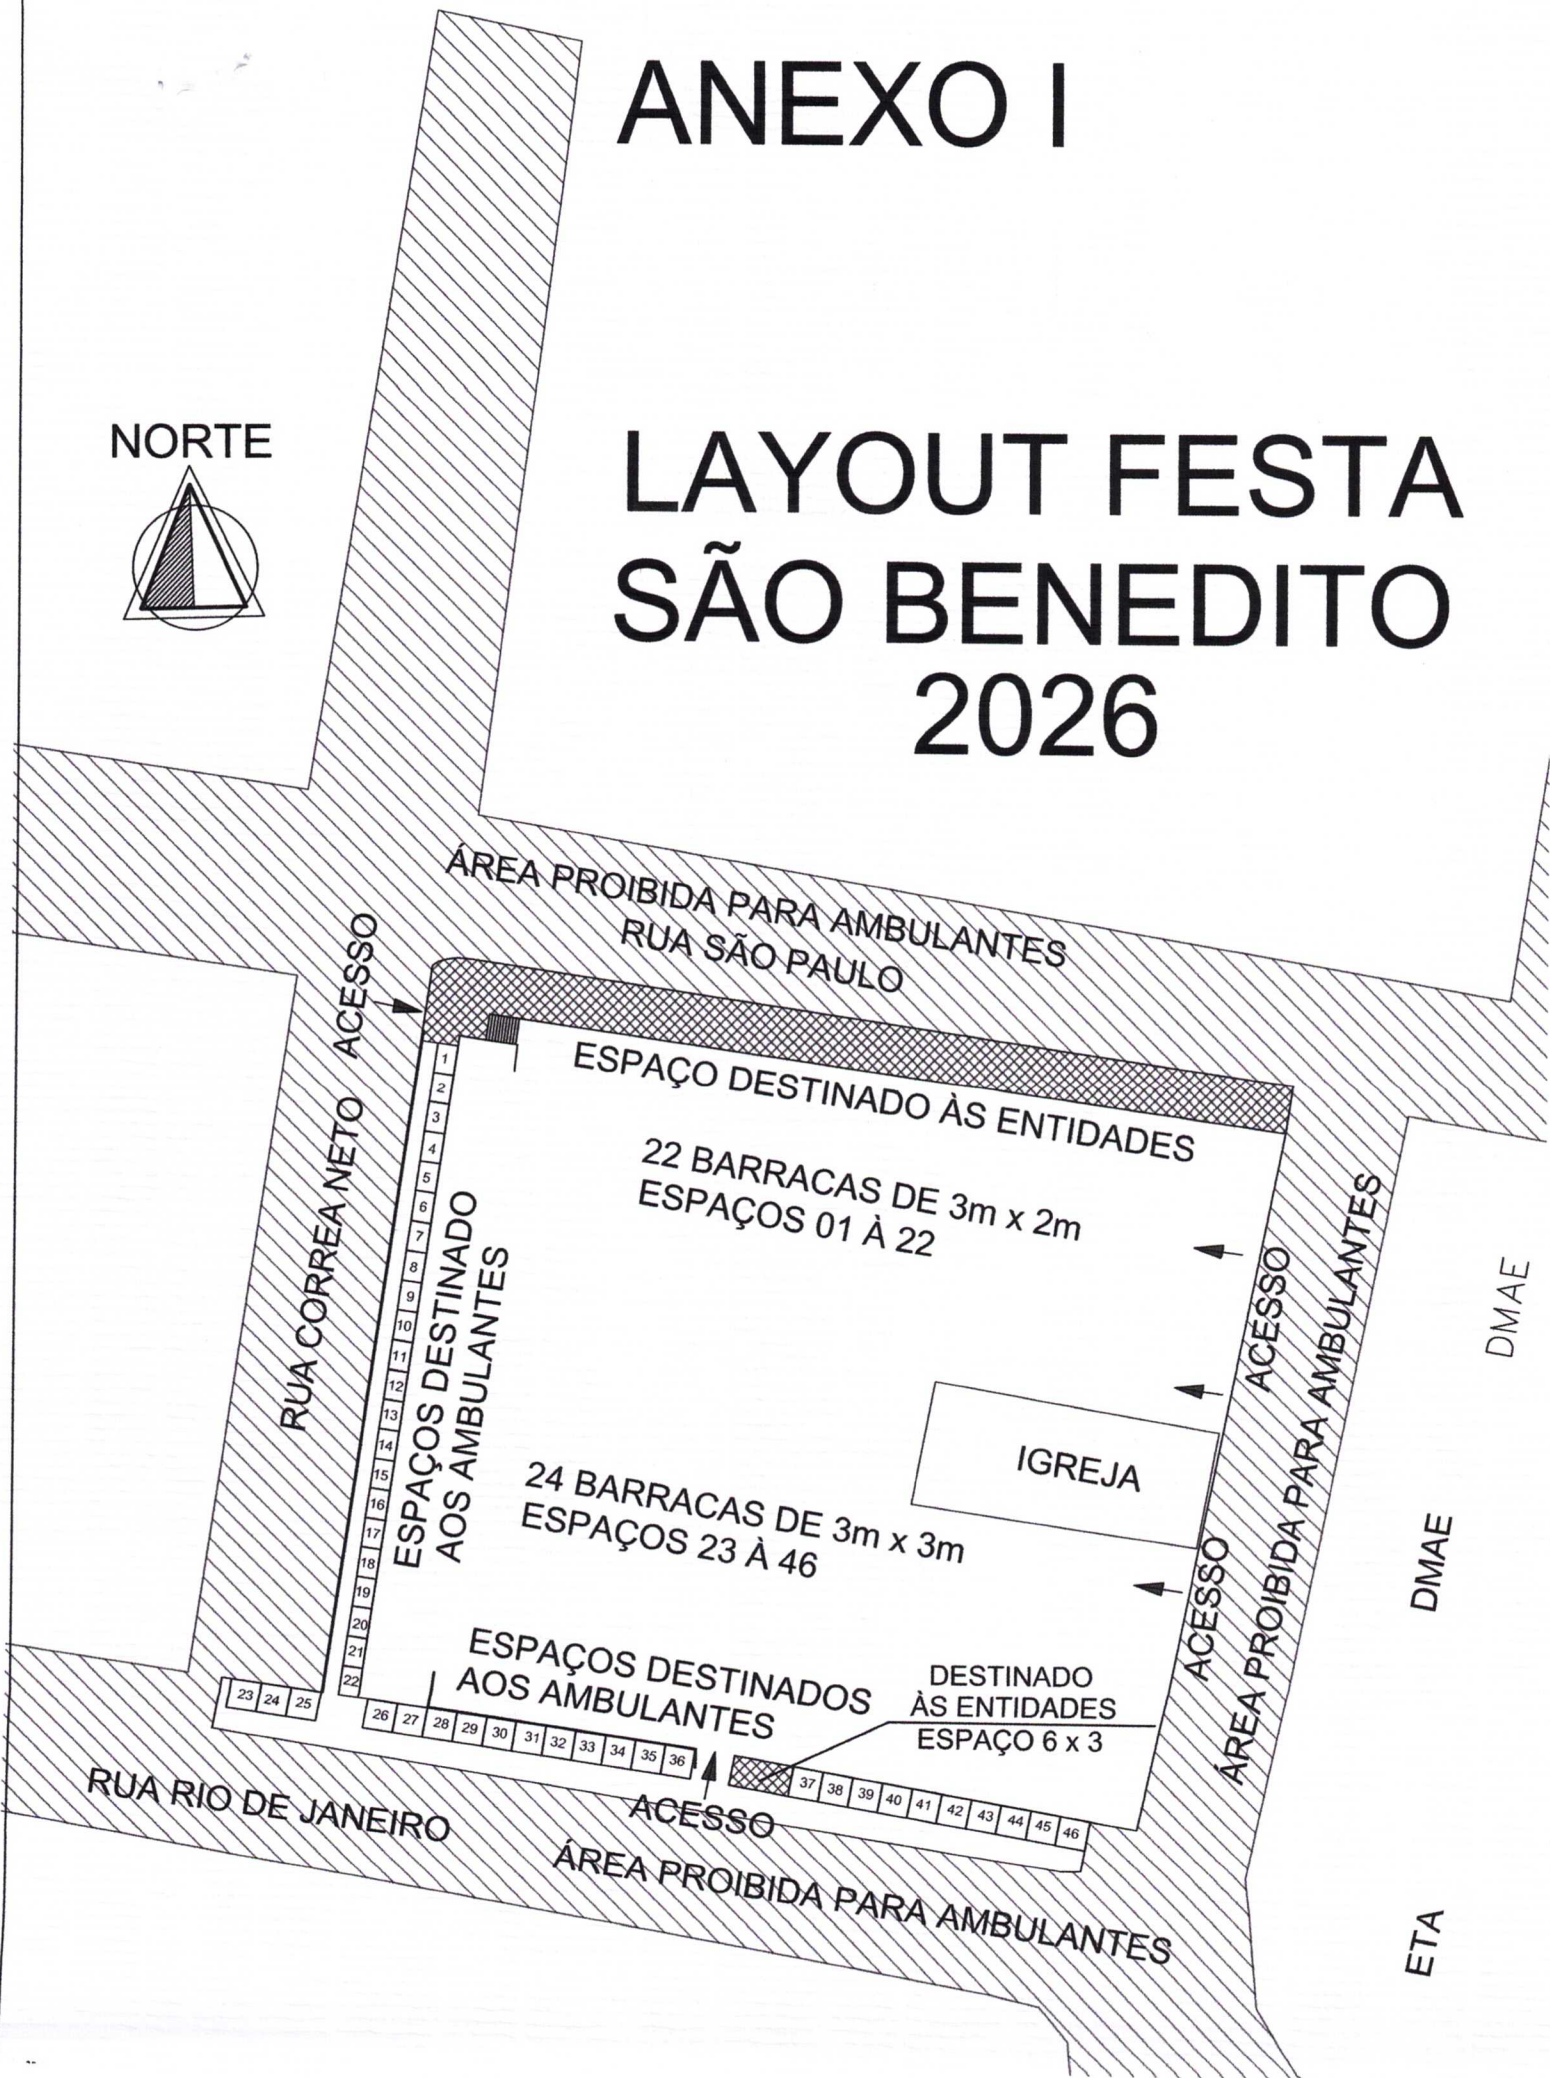 ANEXO I
NORTE
LAYOUT FESTA
SÃO BENEDITO
2026
ÁREA PROIBIDA PARA AMBULANTES
RUA SÃO PAULO
ACESSO
RUA CORREA NETO
ESPAÇO DESTINADO ÀS ENTIDADES
22 BARRACAS DE 3m x 2m
ESPAÇOS 01 À 22
1
2
3
4
5
6
7
8
9
10
11
12
13
14
15
16
17
18
19
20
21
22
ESPAÇOS DESTINADO
AOS AMBULANTES
ACESSO
ÁREA PROIBIDA PARA AMBULANTES
DMAE
IGREJA
24 BARRACAS DE 3m x 3m
ESPAÇOS 23 À 46
ACESSO
DMAE
ESPAÇOS DESTINADOS
AOS AMBULANTES
DESTINADO
ÀS ENTIDADES
ESPAÇO 6 x 3
23 24 25
26 27 28 29 30 31 32 33 34 35 36
37 38 39 40 41 42 43 44 45 46
ACESSO
RUA RIO DE JANEIRO
ÁREA PROIBIDA PARA AMBULANTES
ETA